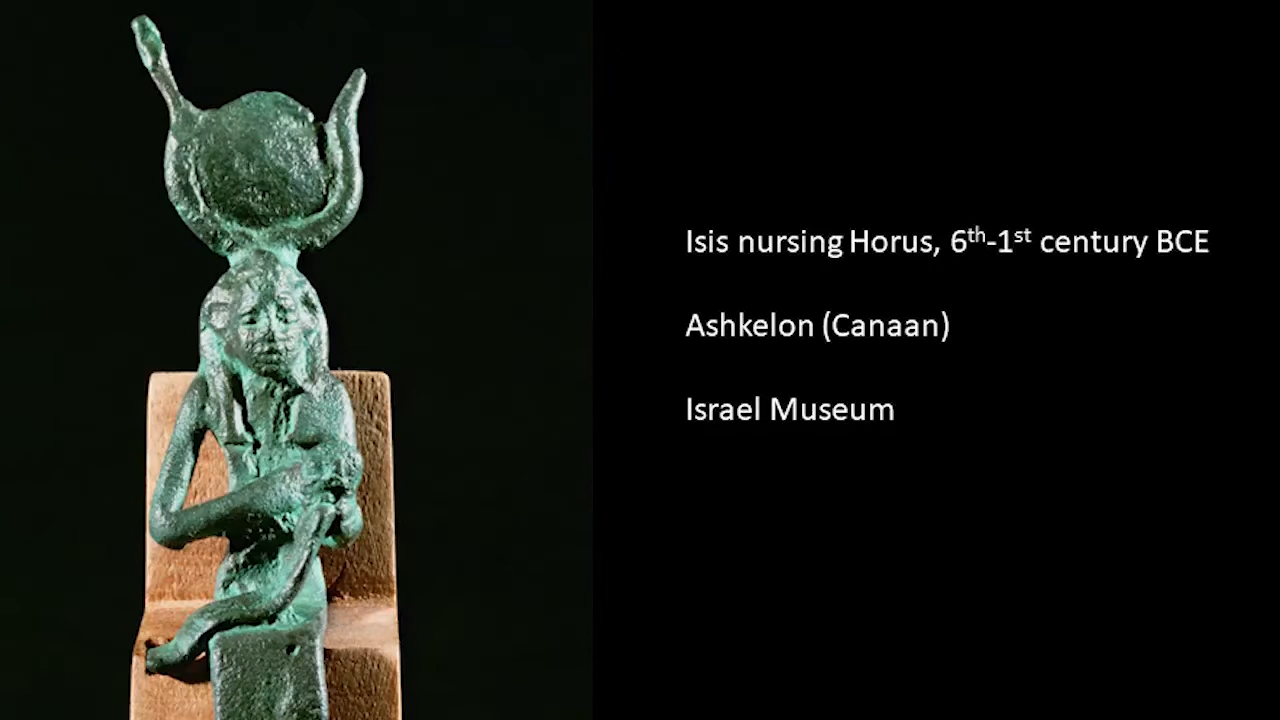 Isis nursing Horus, 6th-1st century BCE
Ashkelon (Canaan)
Israel Museum